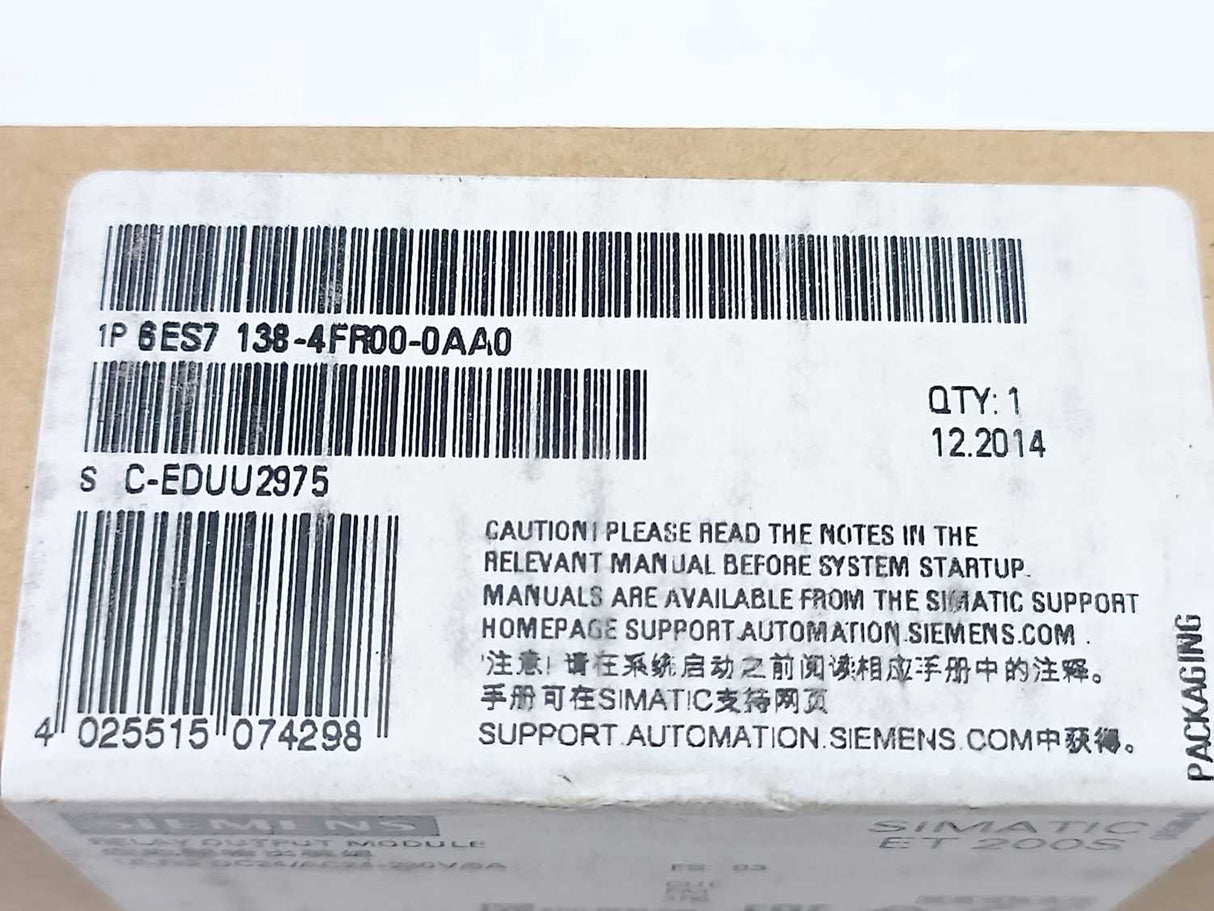 1P 6ES7 138-4FR00-0AA0
QTY: 1
12.2014
S C-EDUU2975
CAUTION! PLEASE READ THE NOTES IN THE
RELEVANT MANUAL BEFORE SYSTEM STARTUP.
MANUALS ARE AVAILABLE FROM THE SIMATIC SUPPORT
HOMEPAGE SUPPORT.AUTOMATION.SIEMENS.COM .
注意! 请在系统启动之前阅读相应手册中的注释。
手册可在SIMATIC支持网页
SUPPORT.AUTOMATION.SIEMENS.COM中获得。
4 025515 074298
PACKAGING
SIEMENS
SIMATIC
RELAY OUTPUT MODULE
ET 200S